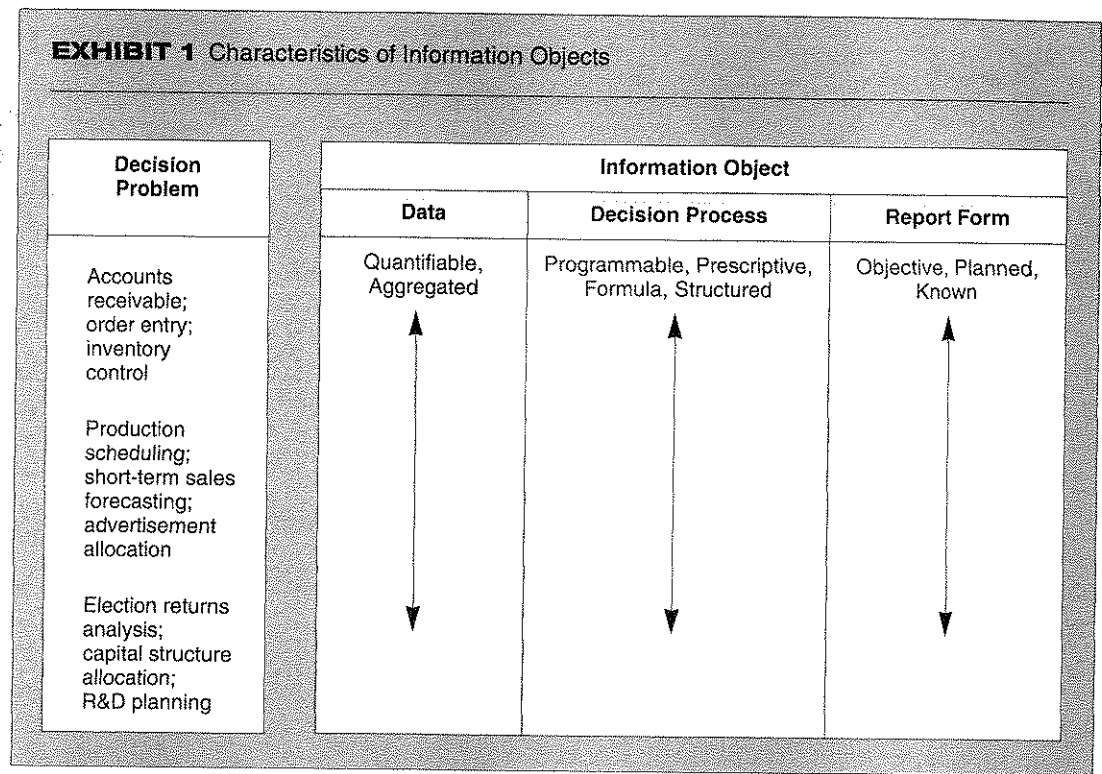 EXHIBIT 1 Characteristics of Information Objects
Decision
Problem
Information Object
Data
Decision Process
Report Form
Accounts
receivable;
order entry;
inventory
control
Quantifiable,
Aggregated
Programmable, Prescriptive,
Formula, Structured
Objective, Planned,
Known
Production
scheduling;
short-term sales
forecasting;
advertisement
allocation
Election returns
analysis;
capital structure
allocation;
R&D planning